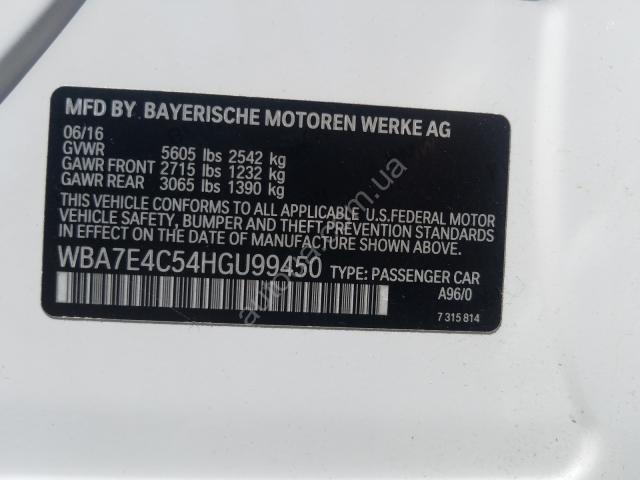 MFD BY BAYERISCHE MOTOREN WERKE AG
06/16
GVWR 5605 lbs 2542 kg
GAWR FRONT 2715 lbs 1232 kg
GAWR REAR 3065 lbs 1390 kg
THIS VEHICLE CONFORMS TO ALL APPLICABLE U.S.FEDERAL MOTOR
VEHICLE SAFETY, BUMPER AND THEFT PREVENTION STANDARDS IN
EFFECT ON THE DATE OF MANUFACTURE SHOWN ABOVE.
WBA7E4C54HGU99450 TYPE: PASSENGER CAR
A96/0
7 315 814